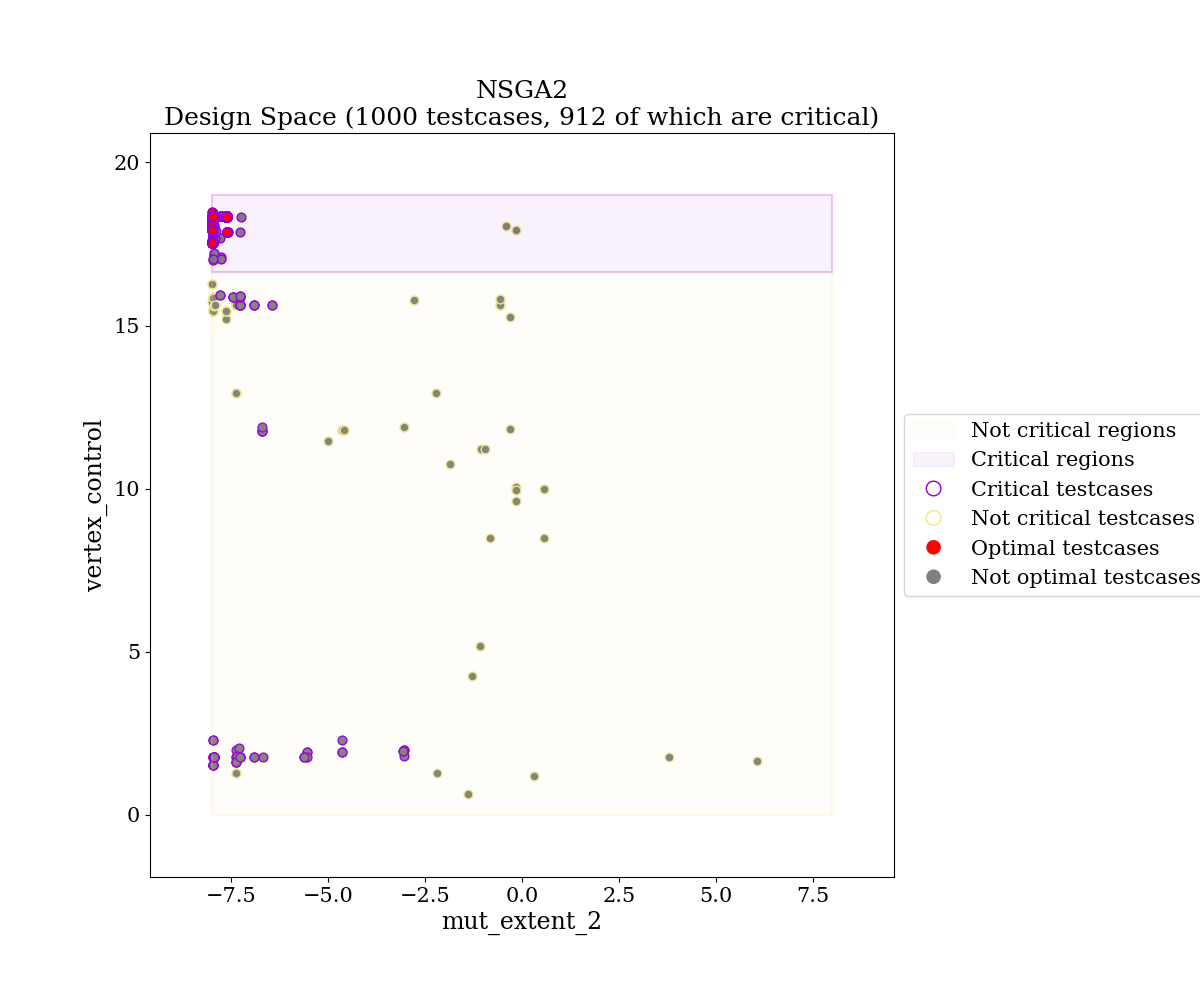 NSGA2
Design Space (1000 testcases, 912 of which are critical)
20
15
10
5
0
vertex_control
−7.5 −5.0 −2.5 0.0 2.5 5.0 7.5
mut_extent_2
Not critical regions
Critical regions
Critical testcases
Not critical testcases
Optimal testcases
Not optimal testcases